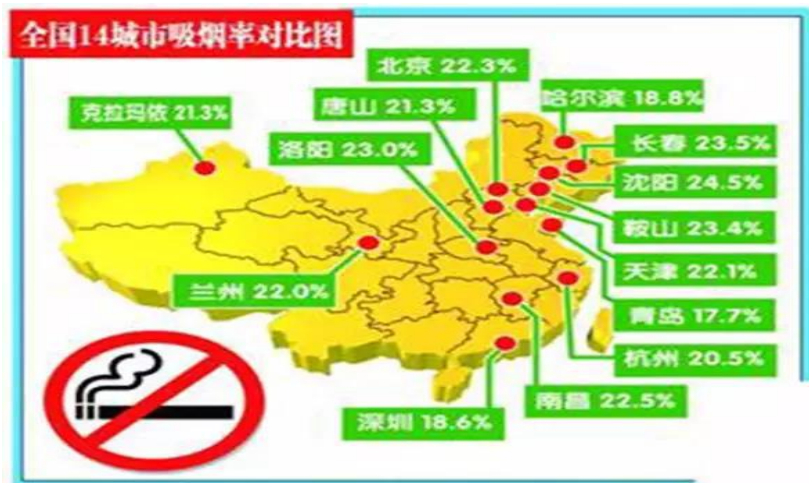 全国14城市吸烟率对比图
北京 22.3%
唐山 21.3%
哈尔滨 18.8%
克拉玛依 21.3%
长春 23.5%
洛阳 23.0%
沈阳 24.5%
鞍山 23.4%
天津 22.1%
兰州 22.0%
青岛 17.7%
杭州 20.5%
南昌 22.5%
深圳 18.6%